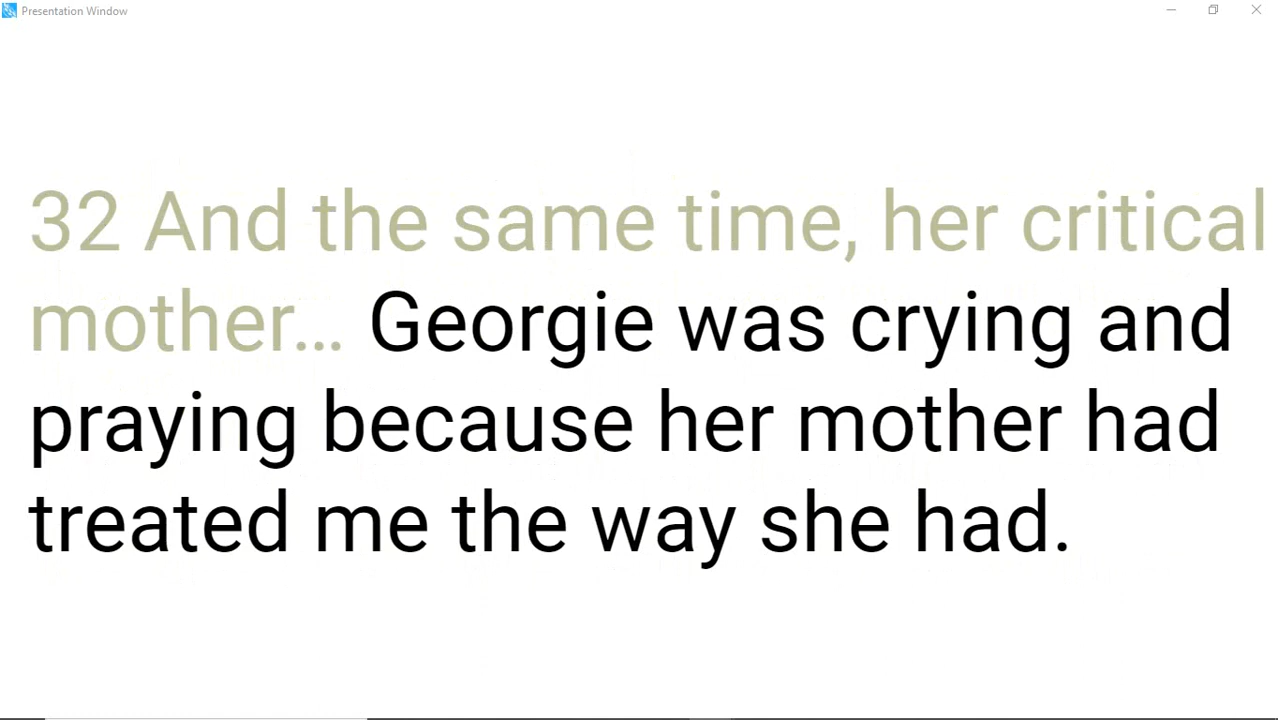 Presentation Window
32 And the same time, her critical
mother... Georgie was crying and
praying because her mother had
treated me the way she had.